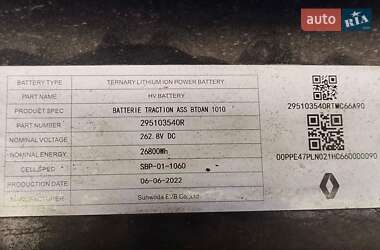 auto RIA
BATTERY TYPE TERNARY LITHIUM ION POWER BATTERY
PART NAME HV BATTERY
PRODUCT SPEC BATTERIE TRACTION ASS BTDAN 1010
PART NUMBER 295103540R
NOMINAL VOLTAGE 262.8V DC
NOMINAL ENERGY 26800Wh
CELL SPEC SBP-01-1060
PRODUCTION DATE 06-06-2022
MANUFACTURER Sunwoda EVB Co.,Ltd
295103540RTWC66A90
00PPE47PLN021HC660000090